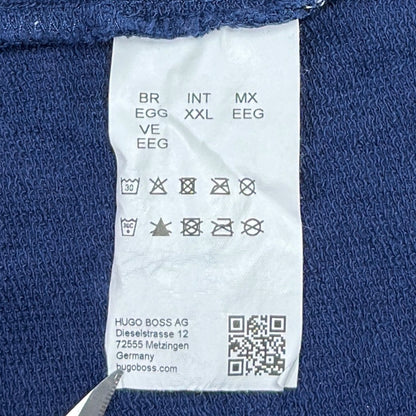 BR INT MX
EGG XXL EEG
VE
EEG
30
HUGO BOSS AG
Dieselstrasse 12
72555 Metzingen
Germany
hugoboss.com